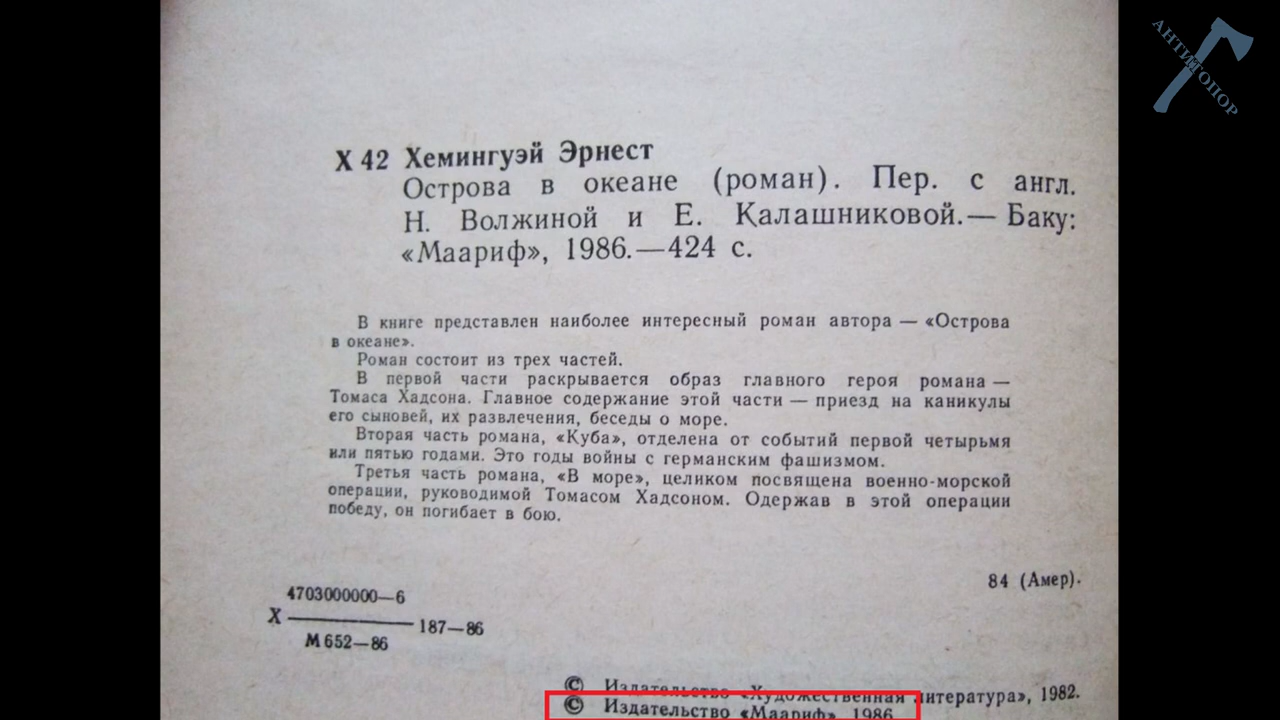 АНТИТОПОР
Х 42 Хемингуэй Эрнест
Острова в океане (роман). Пер. с англ.
Н. Волжиной и Е. Калашниковой.— Баку:
«Маариф», 1986.—424 с.
В книге представлен наиболее интересный роман автора — «Острова
в океане».
Роман состоит из трех частей.
В первой части раскрывается образ главного героя романа —
Томаса Хадсона. Главное содержание этой части — приезд на каникулы
его сыновей, их развлечения, беседы о море.
Вторая часть романа, «Куба», отделена от событий первой четырьмя
или пятью годами. Это годы войны с германским фашизмом.
Третья часть романа, «В море», целиком посвящена военно-морской
операции, руководимой Томасом Хадсоном. Одержав в этой операции
победу, он погибает в бою.
84 (Амер).
4703000000—6
Х 187—86
М 652—86
© Издательство «Художественная литература», 1982.
© Издательство «Маариф», 1986